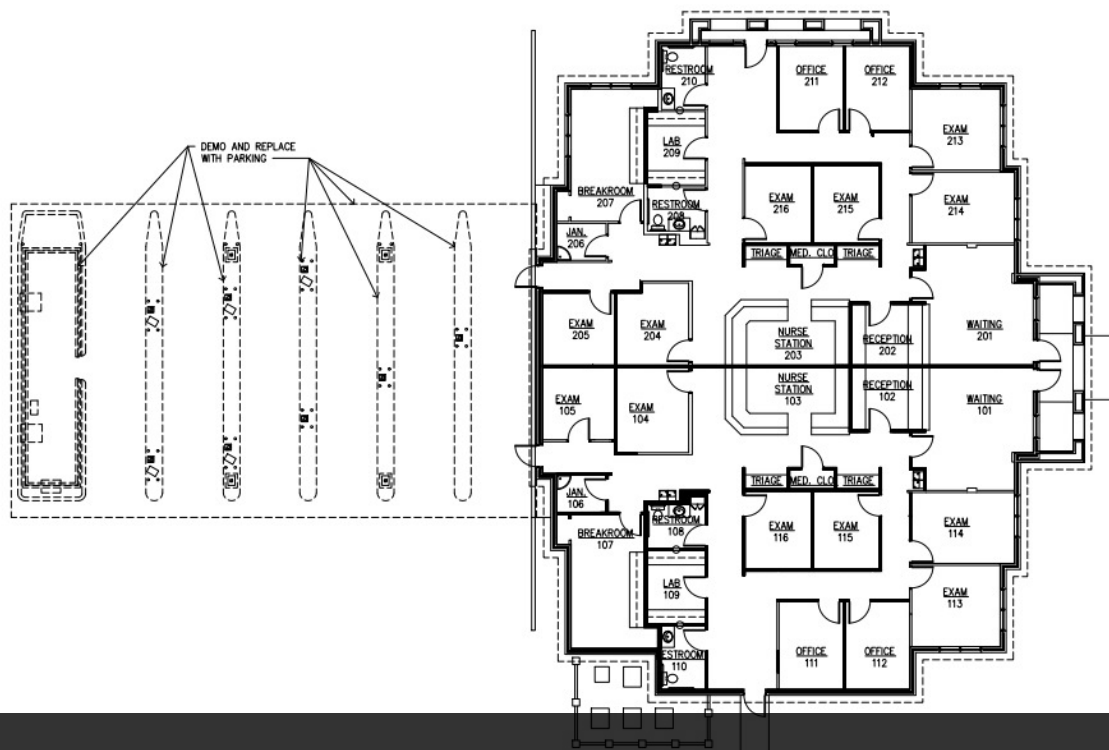 DEMO AND REPLACE
WITH PARKING
RESTROOM
210
OFFICE
211
OFFICE
212
LAB
209
EXAM
213
BREAKROOM
207
RESTROOM
208
EXAM
216
EXAM
215
EXAM
214
JAN.
206
TRIAGE
MED. CLO
TRIAGE
EXAM
205
EXAM
204
NURSE
STATION
203
RECEPTION
202
WAITING
201
EXAM
105
EXAM
104
NURSE
STATION
103
RECEPTION
102
WAITING
101
JAN.
106
TRIAGE
MED. CLO
TRIAGE
BREAKROOM
107
RESTROOM
108
EXAM
116
EXAM
115
EXAM
114
LAB
109
EXAM
113
RESTROOM
110
OFFICE
111
OFFICE
112